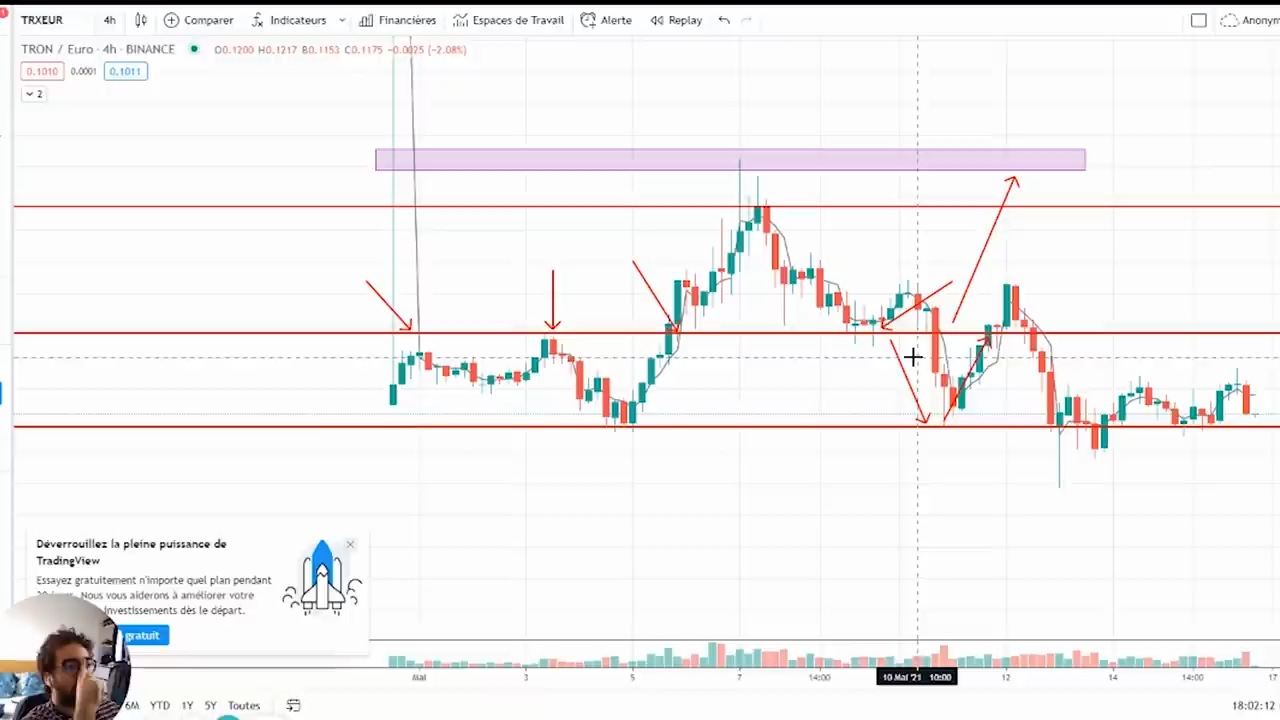 TRXEUR 4h Comparer Indicateurs Financières Espaces de Travail Alerte Replay Anonym
TRON / Euro · 4h · BINANCE O0.1200 H0.1217 B0.1153 C0.1175 −0.0025 (−2.08%)
0.1010 0.0001 0.1011
2
Déverrouillez la pleine puissance de
TradingView
Essayez gratuitement n'importe quel plan pendant
Nous vous aiderons à améliorer votre
investissements dès le départ.
gratuit
Mai 3 5 7 14:00 10 Mai '21 10:00 12 14 14:00 17
6M YTD 1Y 5Y Toutes 18:02:12